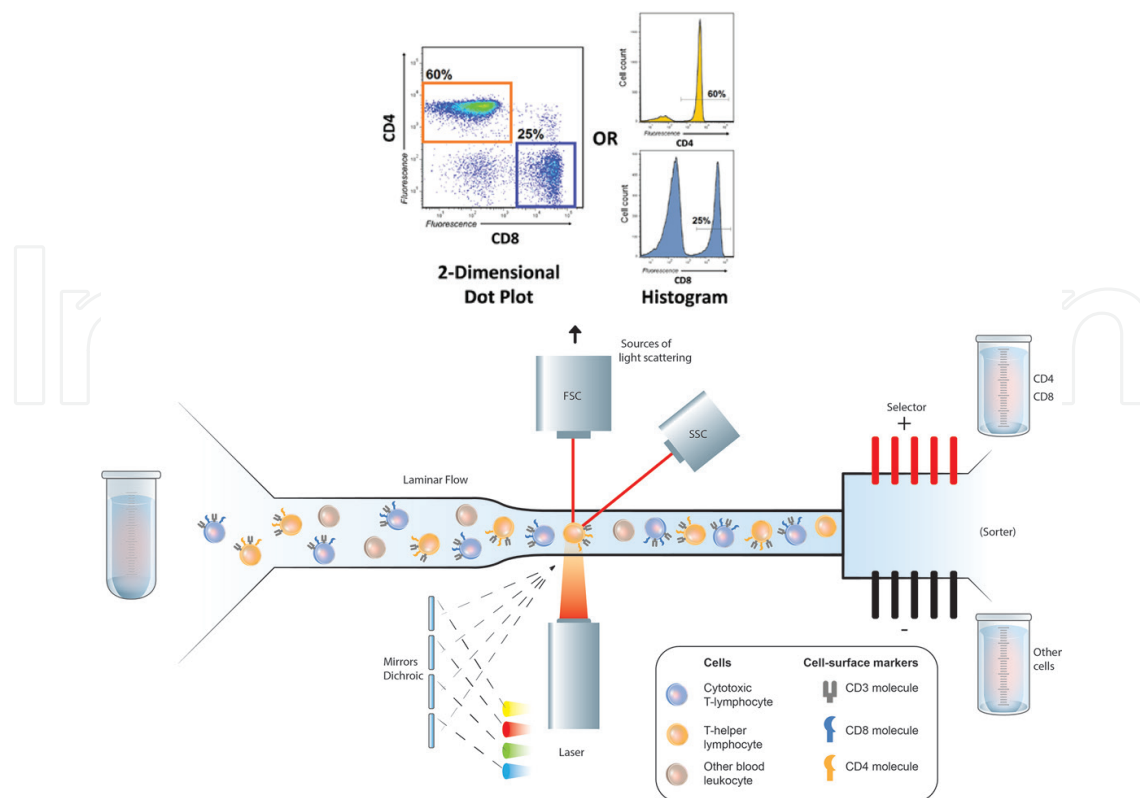 60%
CD4
Fluorescence
25%
Fluorescence
CD8
2-Dimensional
Dot Plot
OR
Cell count
60%
Fluorescence
CD4
Cell count
25%
Fluorescence
CD8
Histogram
Sources of
light scattering
FSC
SSC
Laminar Flow
Selector
+
CD4
CD8
(Sorter)
-
Other
cells
Mirrors
Dichroic
Laser
Cells
Cytotoxic
T-lymphocyte
T-helper
lymphocyte
Other blood
leukocyte
Cell-surface markers
CD3 molecule
CD8 molecule
CD4 molecule